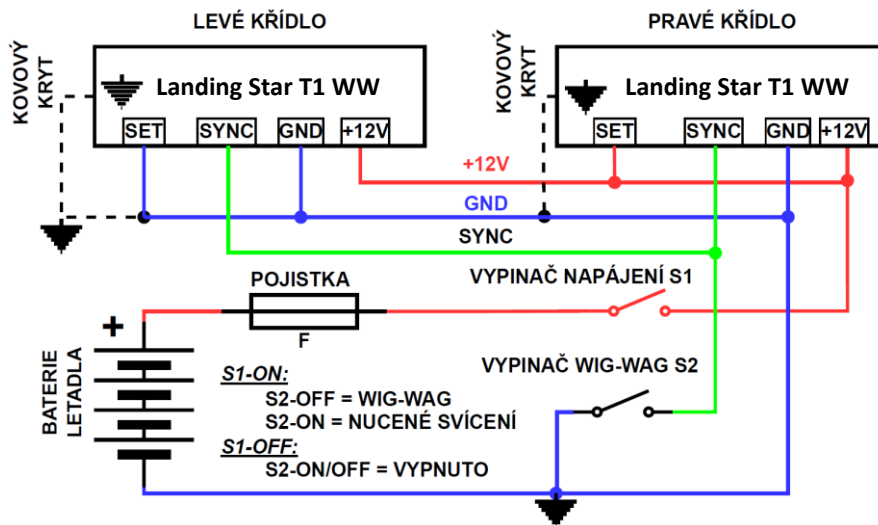 LEVÉ KŘÍDLO
PRAVÉ KŘÍDLO
KOVOVÝ
KRYT
Landing Star T1 WW
SET
SYNC
GND
+12V
KOVOVÝ
KRYT
Landing Star T1 WW
SET
SYNC
GND
+12V
+12V
GND
SYNC
POJISTKA
F
VYPINAČ NAPÁJENÍ S1
VYPINAČ WIG-WAG S2
+
BATERIE
LETADLA
S1-ON:
S2-OFF = WIG-WAG
S2-ON = NUCENÉ SVÍCENÍ
S1-OFF:
S2-ON/OFF = VYPNUTO